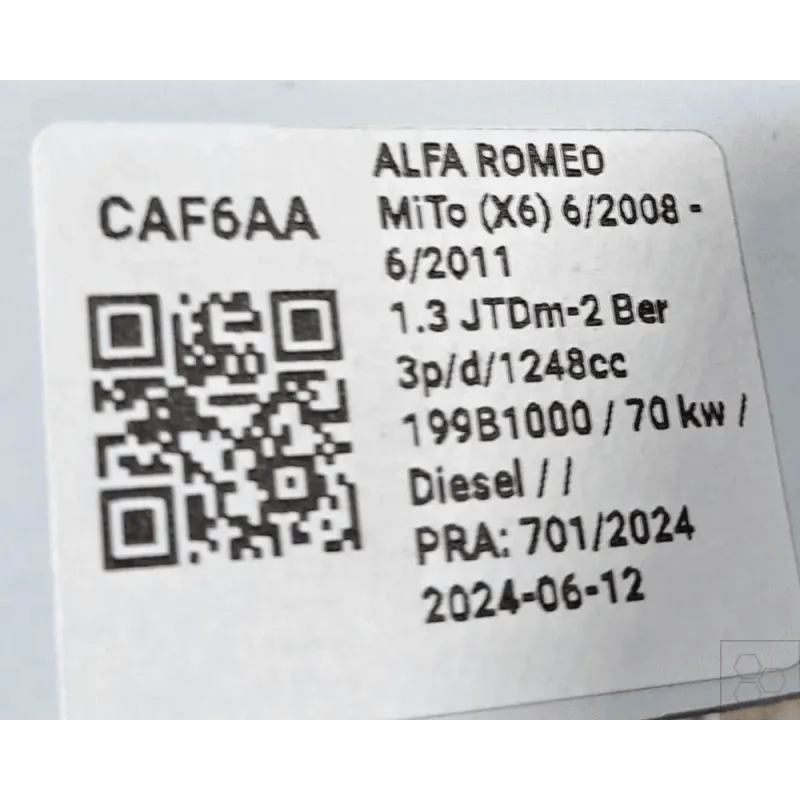 CAF6AA
ALFA ROMEO
MiTo (X6) 6/2008 -
6/2011
1.3 JTDm-2 Ber
3p/d/1248cc
199B1000 / 70 kw /
Diesel / /
PRA: 701/2024
2024-06-12